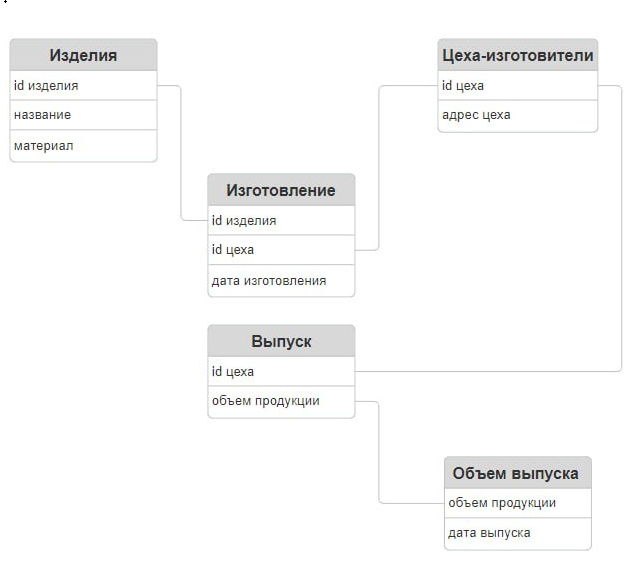 Изделия
id изделия
название
материал
Цеха-изготовители
id цеха
адрес цеха
Изготовление
id изделия
id цеха
дата изготовления
Выпуск
id цеха
объем продукции
Объем выпуска
объем продукции
дата выпуска